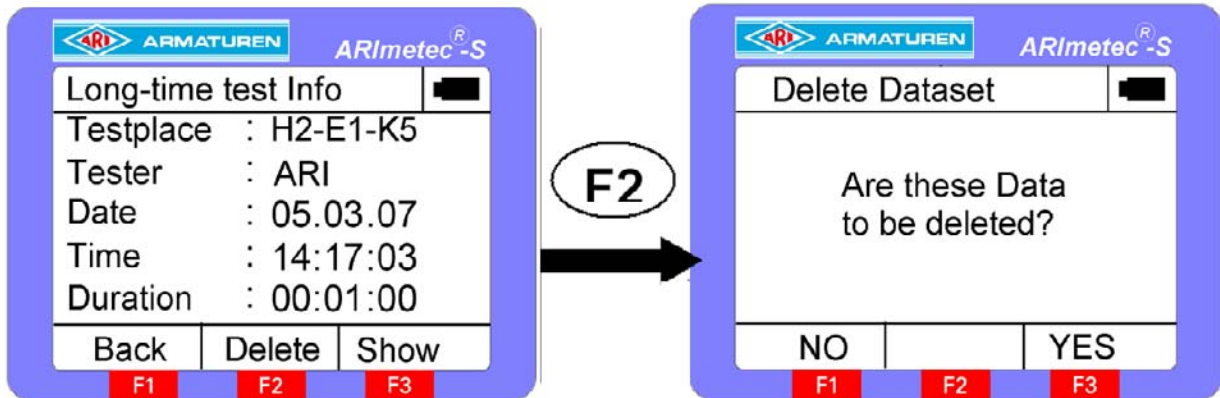 ARI ARMATUREN
ARImetec®-S
Long-time test Info
Testplace : H2-E1-K5
Tester : ARI
Date : 05.03.07
Time : 14:17:03
Duration : 00:01:00
Back Delete Show
F1 F2 F3
F2
ARI ARMATUREN
ARImetec®-S
Delete Dataset
Are these Data
to be deleted?
NO YES
F1 F2 F3